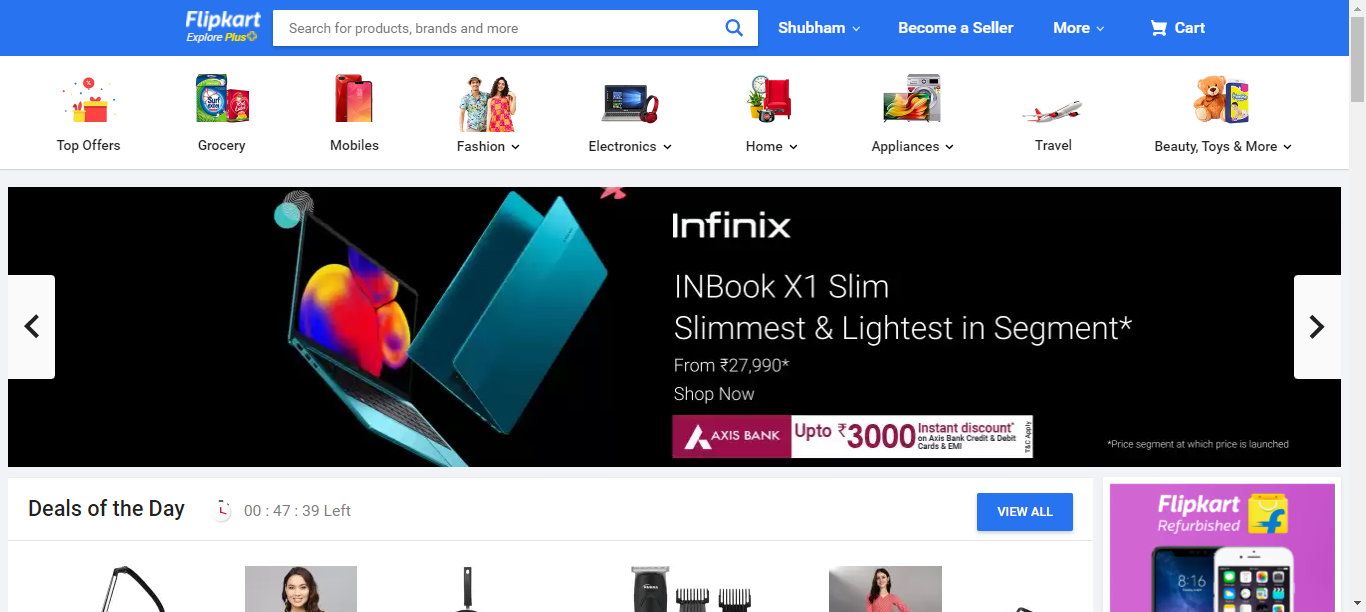 Flipkart
Explore Plus
Search for products, brands and more
Shubham
Become a Seller
More
Cart
Top Offers
Grocery
Mobiles
Fashion
Electronics
Home
Appliances
Travel
Beauty, Toys & More
Infinix
INBook X1 Slim
Slimmest & Lightest in Segment*
From ₹27,990*
Shop Now
AXIS BANK
Upto ₹3000
Instant discount*
on Axis Bank Credit & Debit
Cards & EMI
T&C Apply
*Price segment at which price is launched
Deals of the Day
00 : 47 : 39 Left
VIEW ALL
Flipkart
Refurbished
8:16